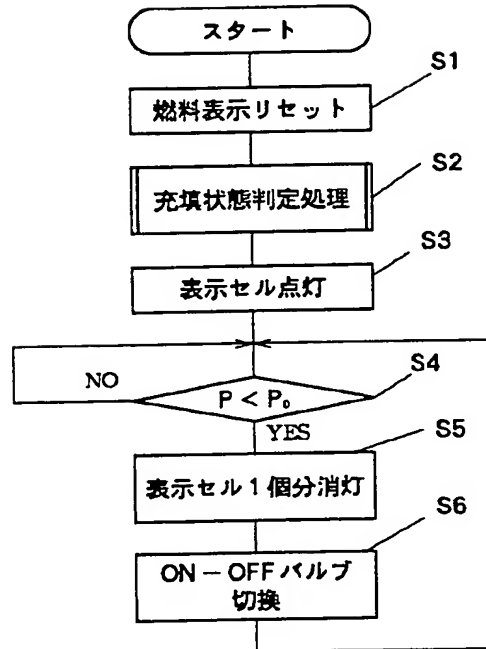 スタート
S1
燃料表示リセット
S2
充填状態判定処理
S3
表示セル点灯
S4
NO
P < P₀
YES
S5
表示セル1個分消灯
S6
ON－OFFバルブ
切換